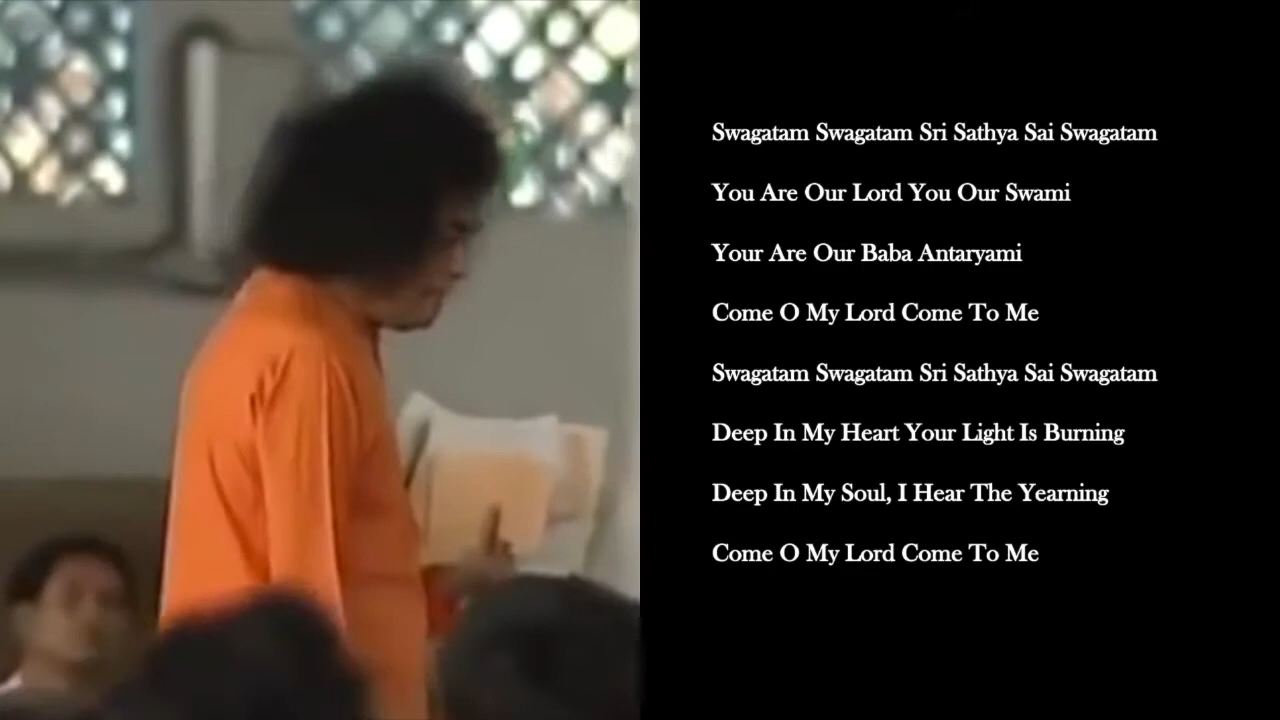 Swagatam Swagatam Sri Sathya Sai Swagatam
You Are Our Lord You Our Swami
Your Are Our Baba Antaryami
Come O My Lord Come To Me
Swagatam Swagatam Sri Sathya Sai Swagatam
Deep In My Heart Your Light Is Burning
Deep In My Soul, I Hear The Yearning
Come O My Lord Come To Me